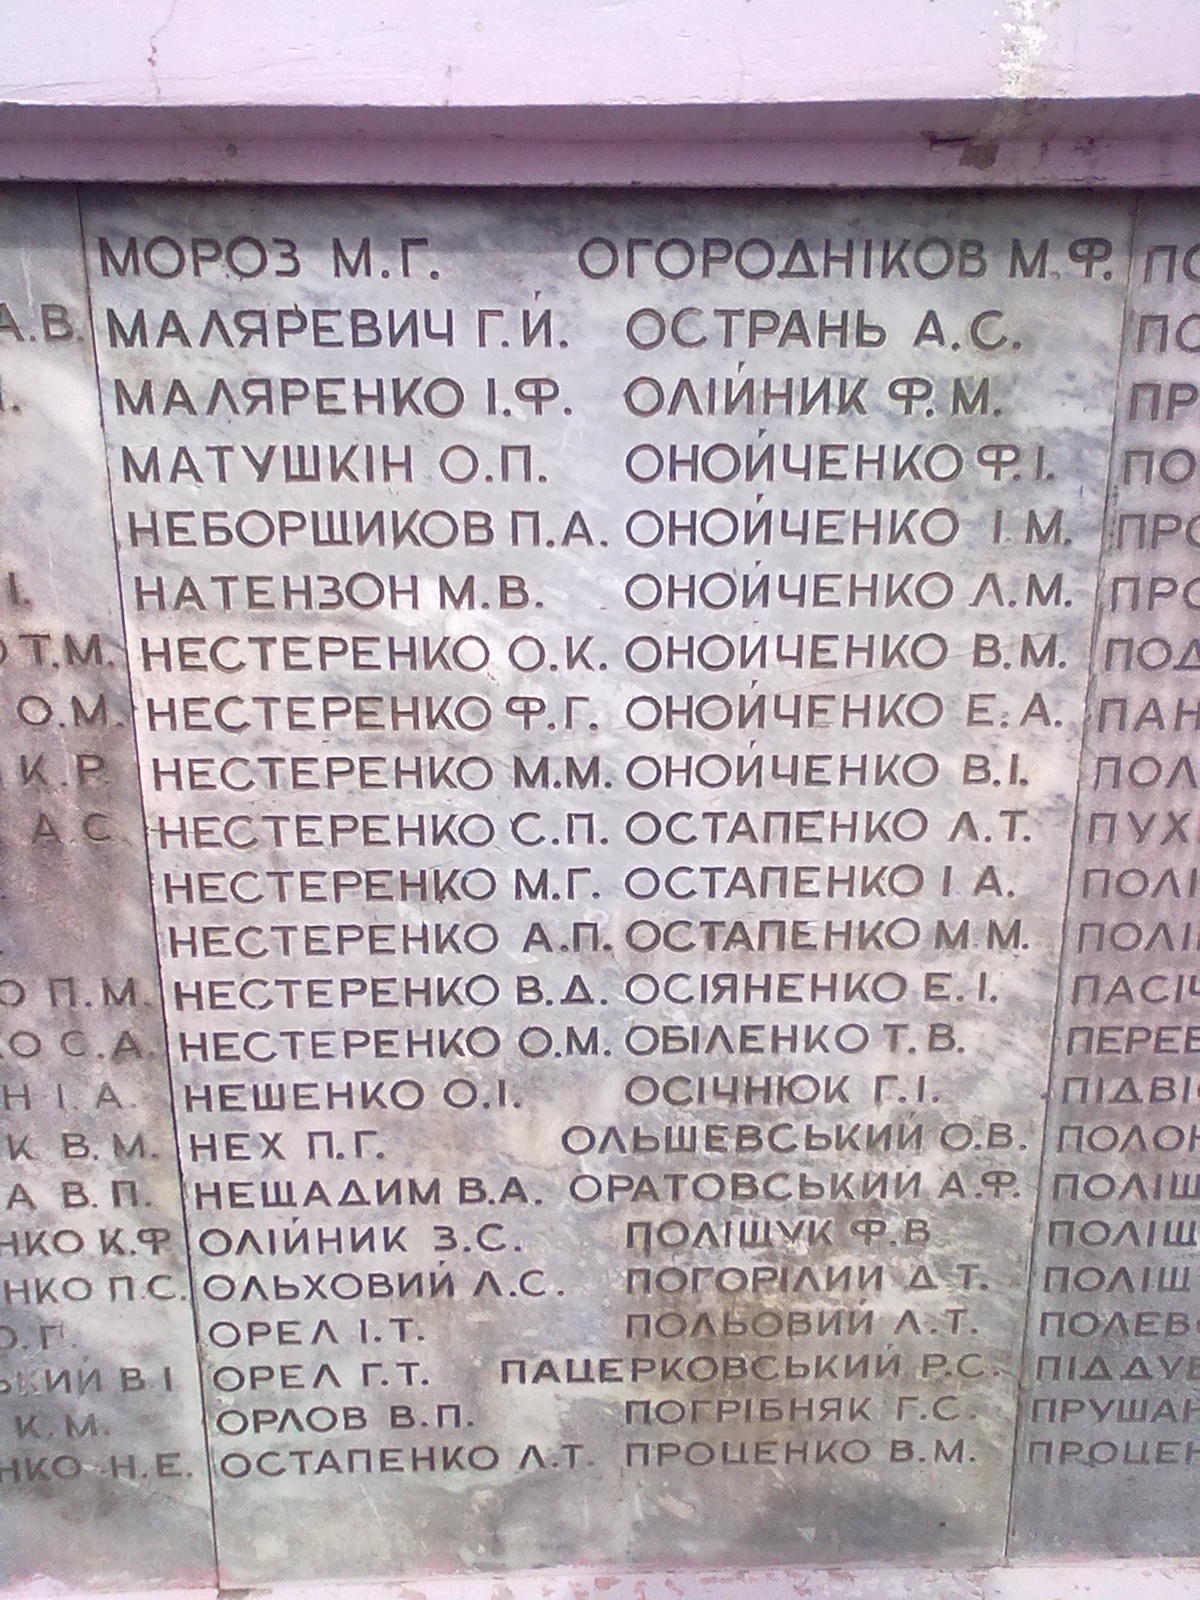 МОРОЗ М.Г.
МАЛЯРЕВИЧ Г.Й.
МАЛЯРЕНКО І.Ф.
МАТУШКІН О.П.
НЕБОРЩИКОВ П.А.
НАТЕНЗОН М.В.
НЕСТЕРЕНКО О.К.
НЕСТЕРЕНКО Ф.Г.
НЕСТЕРЕНКО М.М.
НЕСТЕРЕНКО С.П.
НЕСТЕРЕНКО М.Г.
НЕСТЕРЕНКО А.П.
НЕСТЕРЕНКО В.Д.
НЕСТЕРЕНКО О.М.
НЕШЕНКО О.І.
НЕХ П.Г.
НЕЩАДИМ В.А.
ОЛІЙНИК З.С.
ОЛЬХОВИЙ Л.С.
ОРЕЛ І.Т.
ОРЕЛ Г.Т.
ОРЛОВ В.П.
ОСТАПЕНКО Л.Т.
ОГОРОДНІКОВ М.Ф.
ОСТРАНЬ А.С.
ОЛІЙНИК Ф.М.
ОНОЙЧЕНКО Ф.І.
ОНОЙЧЕНКО І.М.
ОНОЙЧЕНКО Л.М.
ОНОЙЧЕНКО В.М.
ОНОЙЧЕНКО Е.А.
ОНОЙЧЕНКО В.І.
ОСТАПЕНКО Л.Т.
ОСТАПЕНКО І А.
ОСТАПЕНКО М.М.
ОСІЯНЕНКО Е.І.
ОБІЛЕНКО Т.В.
ОСІЧНЮК Г.І.
ОЛЬШЕВСЬКИЙ О.В.
ОРАТОВСЬКИЙ А.Ф.
ПОЛІЩУК Ф.В
ПОГОРІЛИЙ Д.Т.
ПОЛЬОВИЙ Л.Т.
ПАЦЕРКОВСЬКИЙ Р.С.
ПОГРІБНЯК Г.С.
ПРОЦЕНКО В.М.